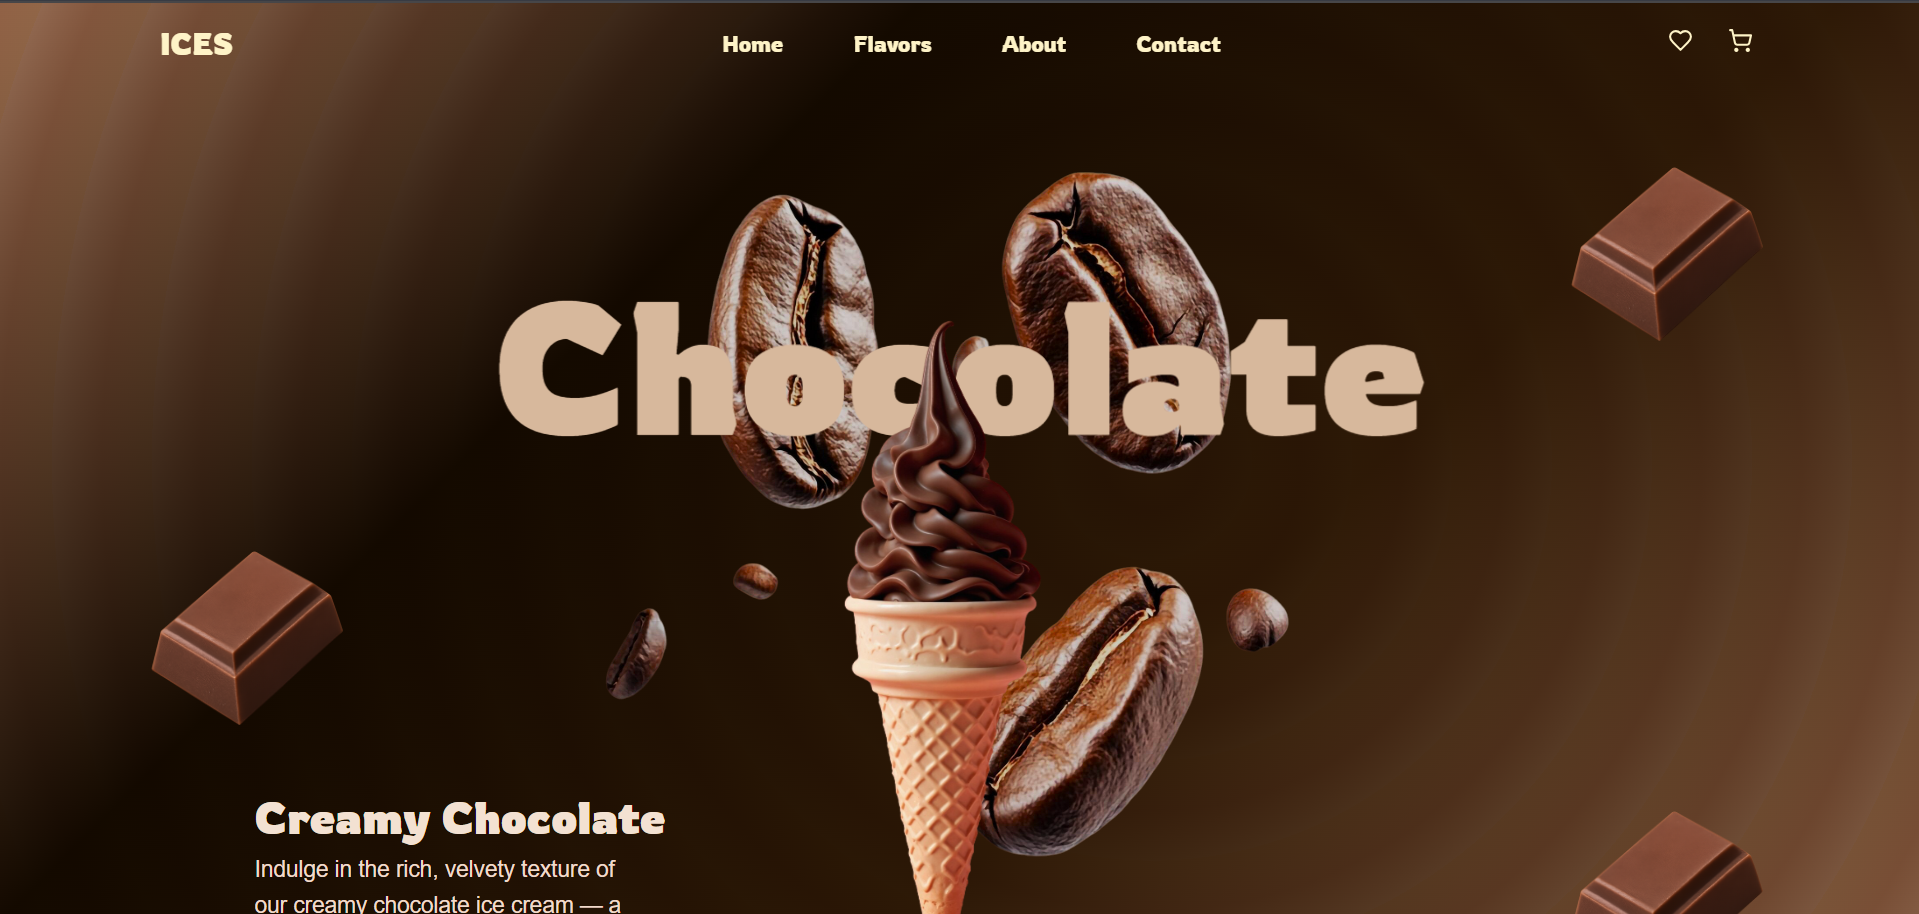 ICES
Home Flavors About Contact
Chocolate
Creamy Chocolate
Indulge in the rich, velvety texture of
our creamy chocolate ice cream — a